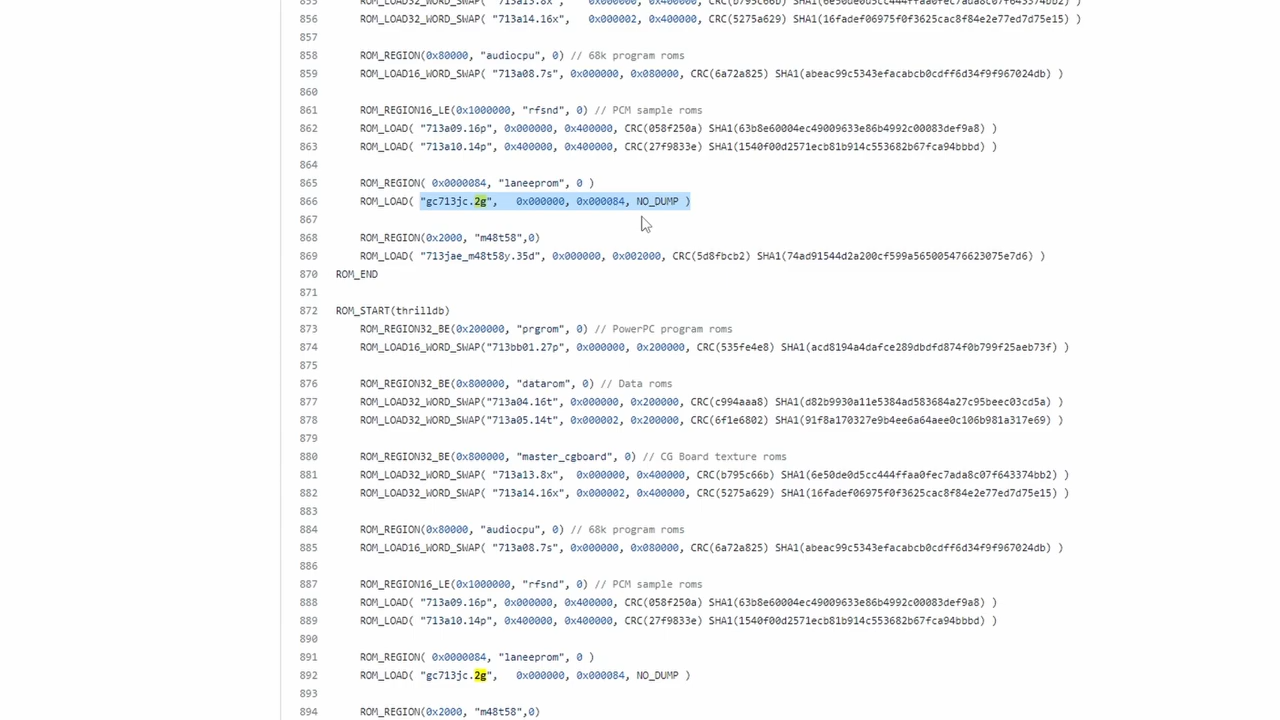 855 ROM_LOAD32_WORD_SWAP( "713a13.8x", 0x000000, 0x400000, CRC(b795c66b) SHA1(6e50de0d5cc444ffaa0fec7ada8c07f643374bb2) )
856 ROM_LOAD32_WORD_SWAP( "713a14.16x", 0x000002, 0x400000, CRC(5275a629) SHA1(16fadef06975f0f3625cac8f84e2e77ed7d75e15) )
857
858 ROM_REGION(0x80000, "audiocpu", 0) // 68k program roms
859 ROM_LOAD16_WORD_SWAP( "713a08.7s", 0x000000, 0x080000, CRC(6a72a825) SHA1(abeac99c5343efacabcb0cdff6d34f9f967024db) )
860
861 ROM_REGION16_LE(0x1000000, "rfsnd", 0) // PCM sample roms
862 ROM_LOAD( "713a09.16p", 0x000000, 0x400000, CRC(058f250a) SHA1(63b8e60004ec49009633e86b4992c00083def9a8) )
863 ROM_LOAD( "713a10.14p", 0x400000, 0x400000, CRC(27f9833e) SHA1(1540f00d2571ecb81b914c553682b67fca94bbbd) )
864
865 ROM_REGION( 0x0000084, "laneeprom", 0 )
866 ROM_LOAD( "gc713jc.2g", 0x000000, 0x000084, NO_DUMP )
867
868 ROM_REGION(0x2000, "m48t58",0)
869 ROM_LOAD( "713jae_m48t58y.35d", 0x000000, 0x002000, CRC(5d8fbcb2) SHA1(74ad91544d2a200cf599a565005476623075e7d6) )
870 ROM_END
871
872 ROM_START(thrilldb)
873 ROM_REGION32_BE(0x200000, "prgrom", 0) // PowerPC program roms
874 ROM_LOAD16_WORD_SWAP("713bb01.27p", 0x000000, 0x200000, CRC(535fe4e8) SHA1(acd8194a4dafce289dbdfd874f0b799f25aeb73f) )
875
876 ROM_REGION32_BE(0x800000, "datarom", 0) // Data roms
877 ROM_LOAD32_WORD_SWAP("713a04.16t", 0x000000, 0x200000, CRC(c994aaa8) SHA1(d82b9930a11e5384ad583684a27c95beec03cd5a) )
878 ROM_LOAD32_WORD_SWAP("713a05.14t", 0x000002, 0x200000, CRC(6f1e6802) SHA1(91f8a170327e9b4ee6a64aee0c106b981a317e69) )
879
880 ROM_REGION32_BE(0x800000, "master_cgboard", 0) // CG Board texture roms
881 ROM_LOAD32_WORD_SWAP( "713a13.8x", 0x000000, 0x400000, CRC(b795c66b) SHA1(6e50de0d5cc444ffaa0fec7ada8c07f643374bb2) )
882 ROM_LOAD32_WORD_SWAP( "713a14.16x", 0x000002, 0x400000, CRC(5275a629) SHA1(16fadef06975f0f3625cac8f84e2e77ed7d75e15) )
883
884 ROM_REGION(0x80000, "audiocpu", 0) // 68k program roms
885 ROM_LOAD16_WORD_SWAP( "713a08.7s", 0x000000, 0x080000, CRC(6a72a825) SHA1(abeac99c5343efacabcb0cdff6d34f9f967024db) )
886
887 ROM_REGION16_LE(0x1000000, "rfsnd", 0) // PCM sample roms
888 ROM_LOAD( "713a09.16p", 0x000000, 0x400000, CRC(058f250a) SHA1(63b8e60004ec49009633e86b4992c00083def9a8) )
889 ROM_LOAD( "713a10.14p", 0x400000, 0x400000, CRC(27f9833e) SHA1(1540f00d2571ecb81b914c553682b67fca94bbbd) )
890
891 ROM_REGION( 0x0000084, "laneeprom", 0 )
892 ROM_LOAD( "gc713jc.2g", 0x000000, 0x000084, NO_DUMP )
893
894 ROM_REGION(0x2000, "m48t58",0)